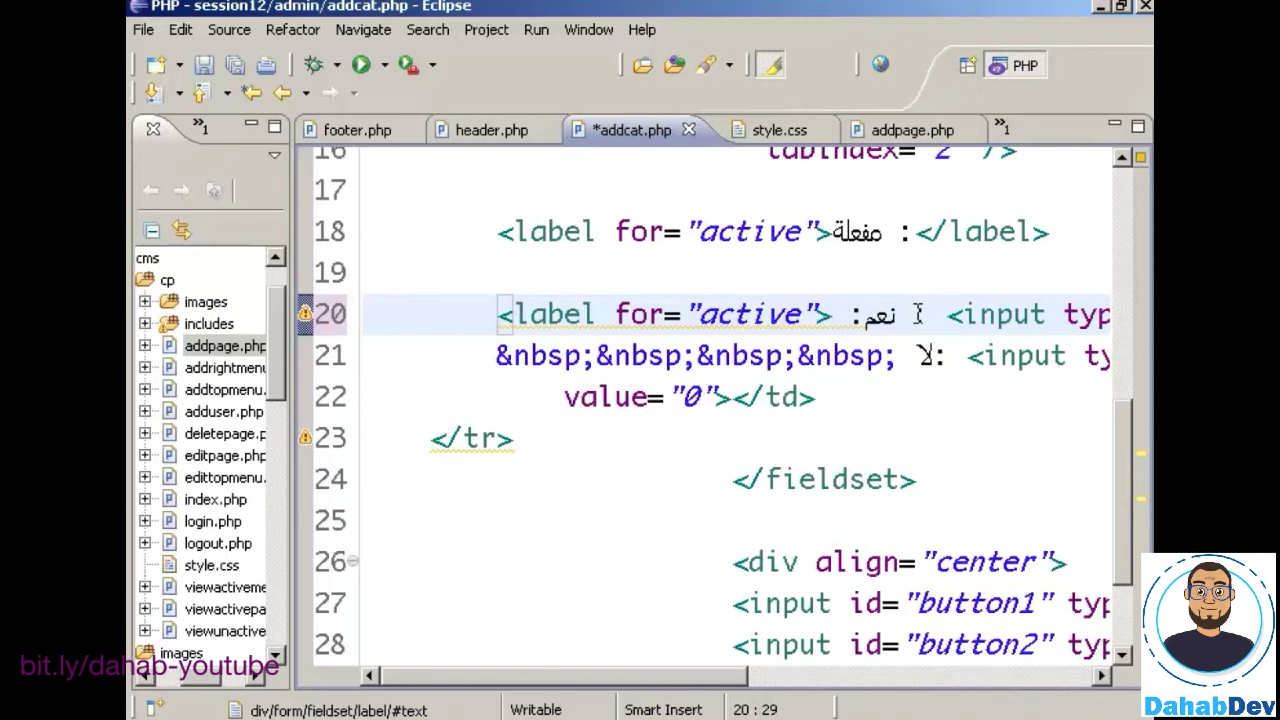 PHP - session12/admin/addcat.php - Eclipse
File Edit Source Refactor Navigate Search Project Run Window Help
PHP
»1 footer.php header.php *addcat.php style.css addpage.php »1
16 tabindex="2" />
17
18 <label for="active">مفعلة :</label>
19
20 <label for="active"> نعم: <input typ
21 &nbsp;&nbsp;&nbsp;&nbsp; لا: <input ty
22 value="0"></td>
23 </tr>
24 </fieldset>
25
26 <div align="center">
27 <input id="button1" typ
28 <input id="button2" typ
cms
cp
images
includes
addpage.php
addrightmenu
addtopmenu.
adduser.php
deletepage.p
editpage.php
edittopmenu.
index.php
login.php
logout.php
style.css
viewactiveme
viewactivepa
viewunactive
images
bit.ly/dahab-youtube
div/form/fieldset/label/#text Writable Smart Insert 20 : 29
DahabDev